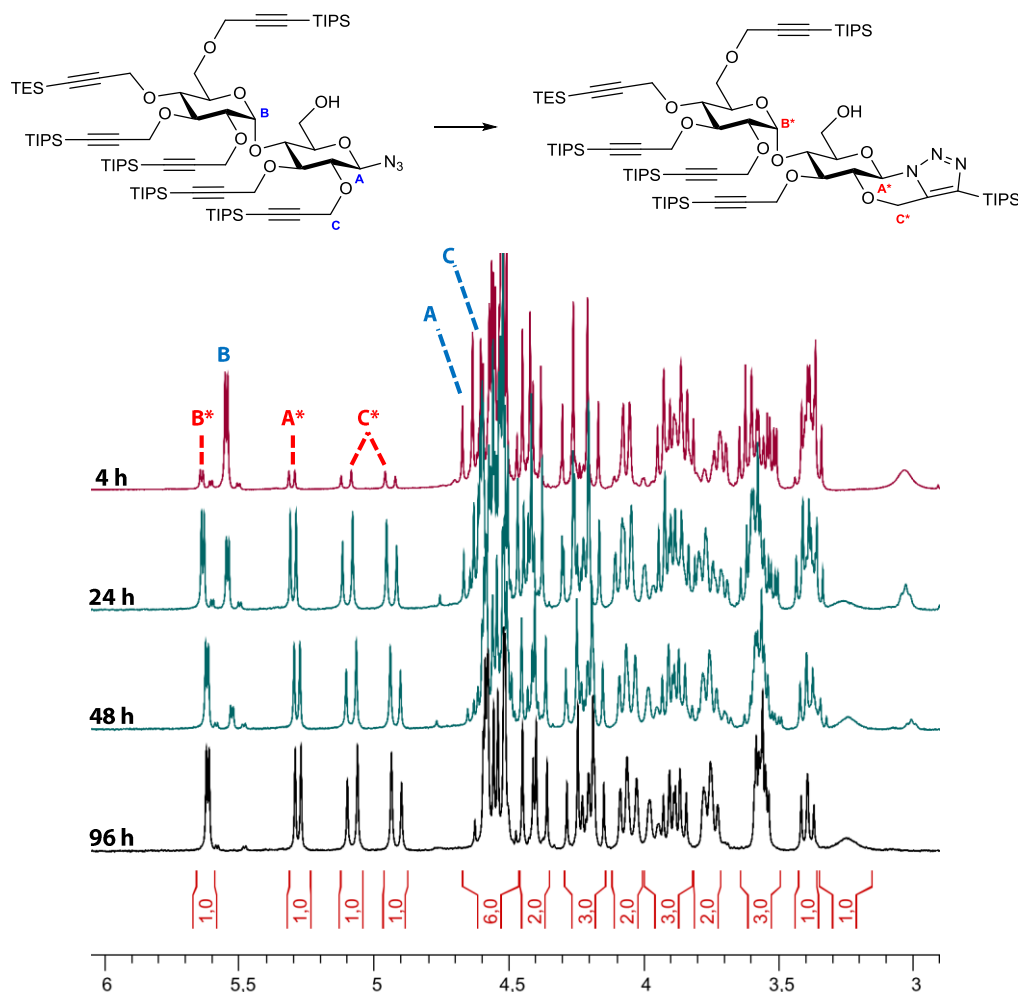 TIPS
O
TES
O
O
B
OH
TIPS
O
O
O
TIPS
O
O
N3
A
TIPS
O
TIPS
C
TIPS
O
TES
O
O
B*
OH
TIPS
O
O
O
TIPS
O
O
N
N
N
A*
TIPS
O
O
TIPS
C*
C
A
B
B*
A*
C*
4 h
24 h
48 h
96 h
1,0
1,0
1,0
1,0
6,0
2,0
3,0
2,0
3,0
2,0
3,0
1,0
1,0
6
5,5
5
4,5
4
3,5
3